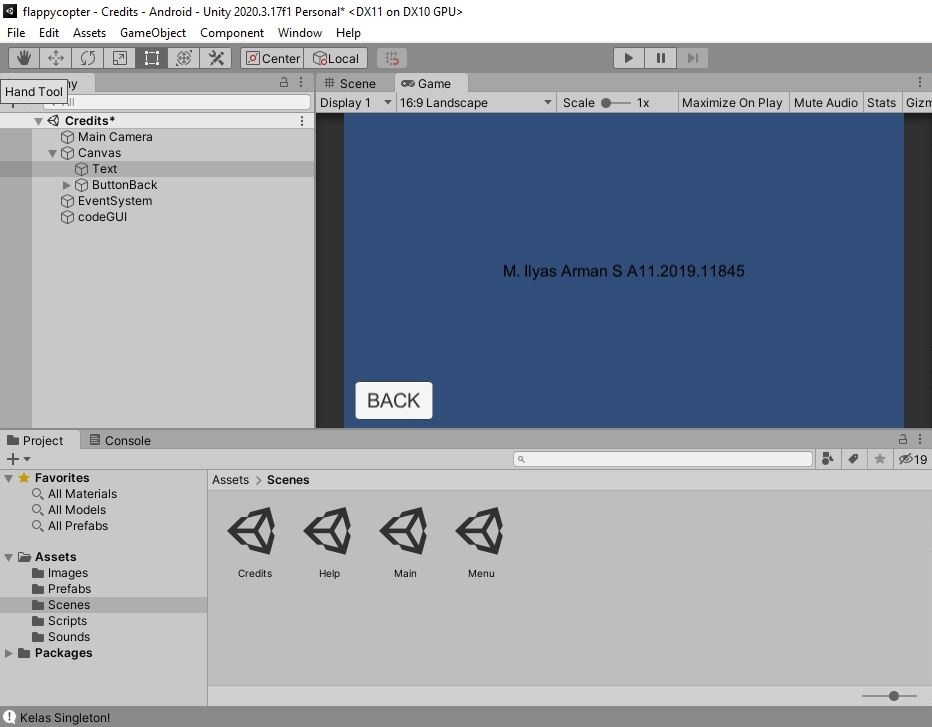 flappycopter - Credits - Android - Unity 2020.3.17f1 Personal* <DX11 on DX10 GPU>
File Edit Assets GameObject Component Window Help
Center Local
Hand Tool
All
Scene Game
Display 1 16:9 Landscape Scale 1x Maximize On Play Mute Audio Stats Gizm
Credits*
Main Camera
Canvas
Text
ButtonBack
EventSystem
codeGUI
M. Ilyas Arman S A11.2019.11845
BACK
Project Console
19
Favorites
All Materials
All Models
All Prefabs
Assets
Images
Prefabs
Scenes
Scripts
Sounds
Packages
Assets > Scenes
Credits Help Main Menu
Kelas Singleton!